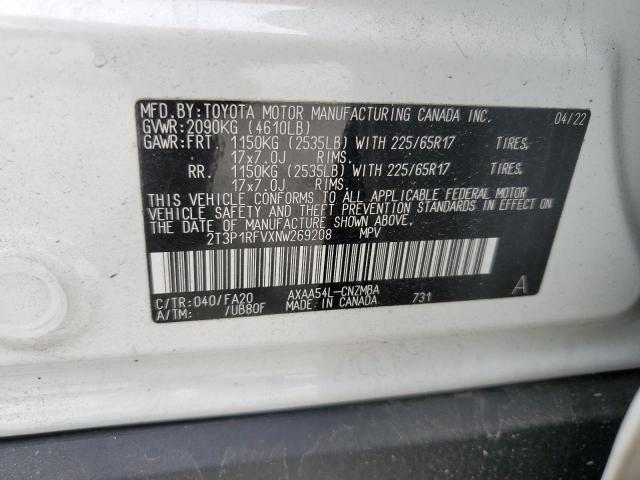 MFD.BY:TOYOTA MOTOR MANUFACTURING CANADA INC. 04/22
GVWR:2090KG (4610LB)
GAWR:FRT. 1150KG (2535LB) WITH 225/65R17 TIRES,
17x7.0J RIMS.
RR. 1150KG (2535LB) WITH 225/65R17 TIRES,
17x7.0J RIMS.
THIS VEHICLE CONFORMS TO ALL APPLICABLE FEDERAL MOTOR
VEHICLE SAFETY AND THEFT PREVENTION STANDARDS IN EFFECT ON
THE DATE OF MANUFACTURE SHOWN ABOVE.
2T3P1RFVXNW269208 MPV
C/TR:040/FA20 AXAA54L-CNZMBA 731 A
A/TM: /UB80F MADE IN CANADA